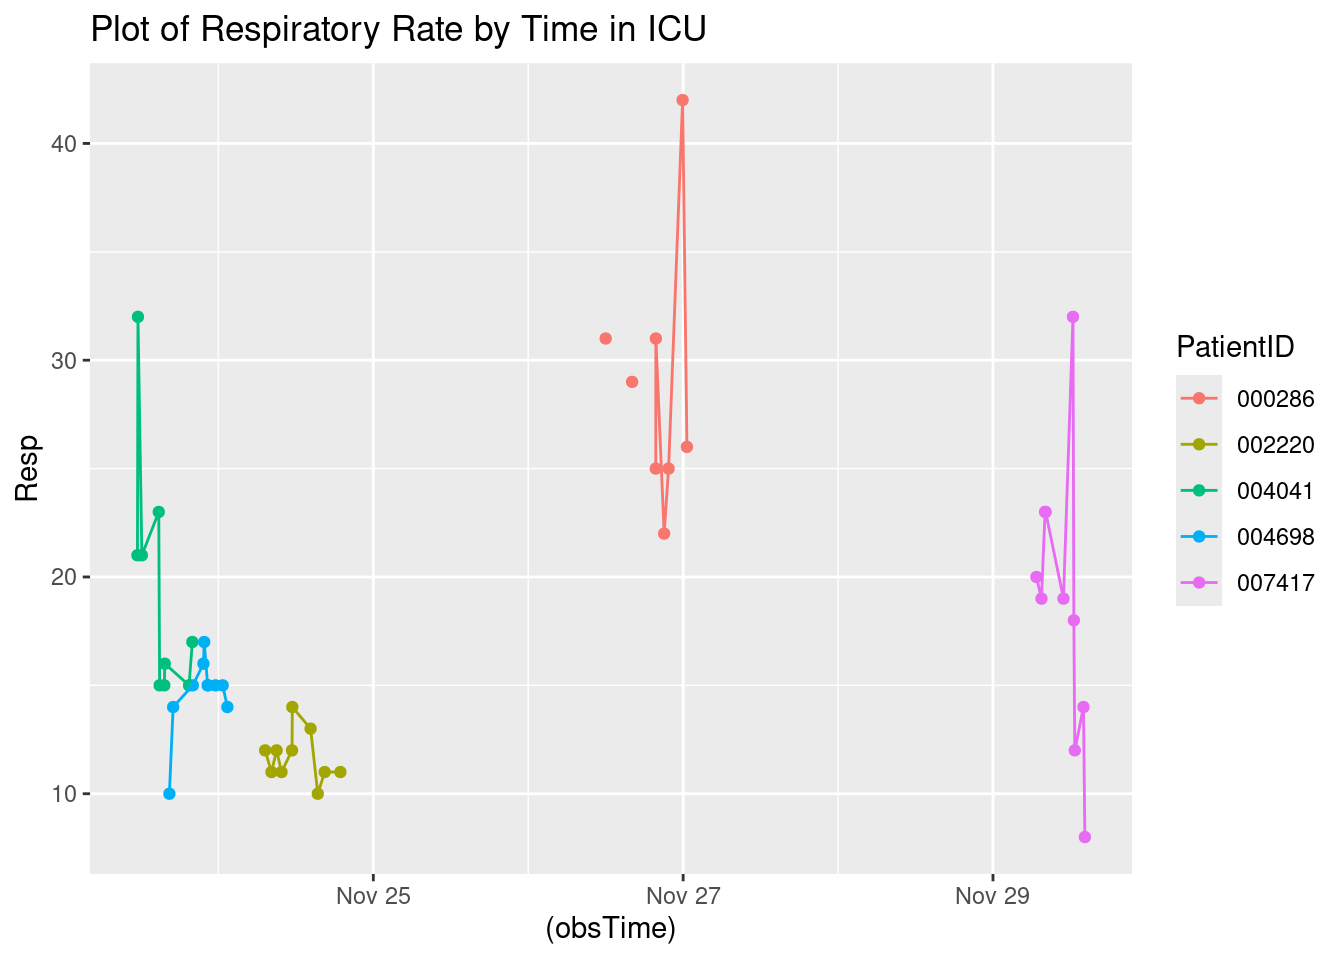 Plot of Respiratory Rate by Time in ICU
Resp
40
30
20
10
Nov 25
Nov 27
Nov 29
(obsTime)
PatientID
000286
002220
004041
004698
007417